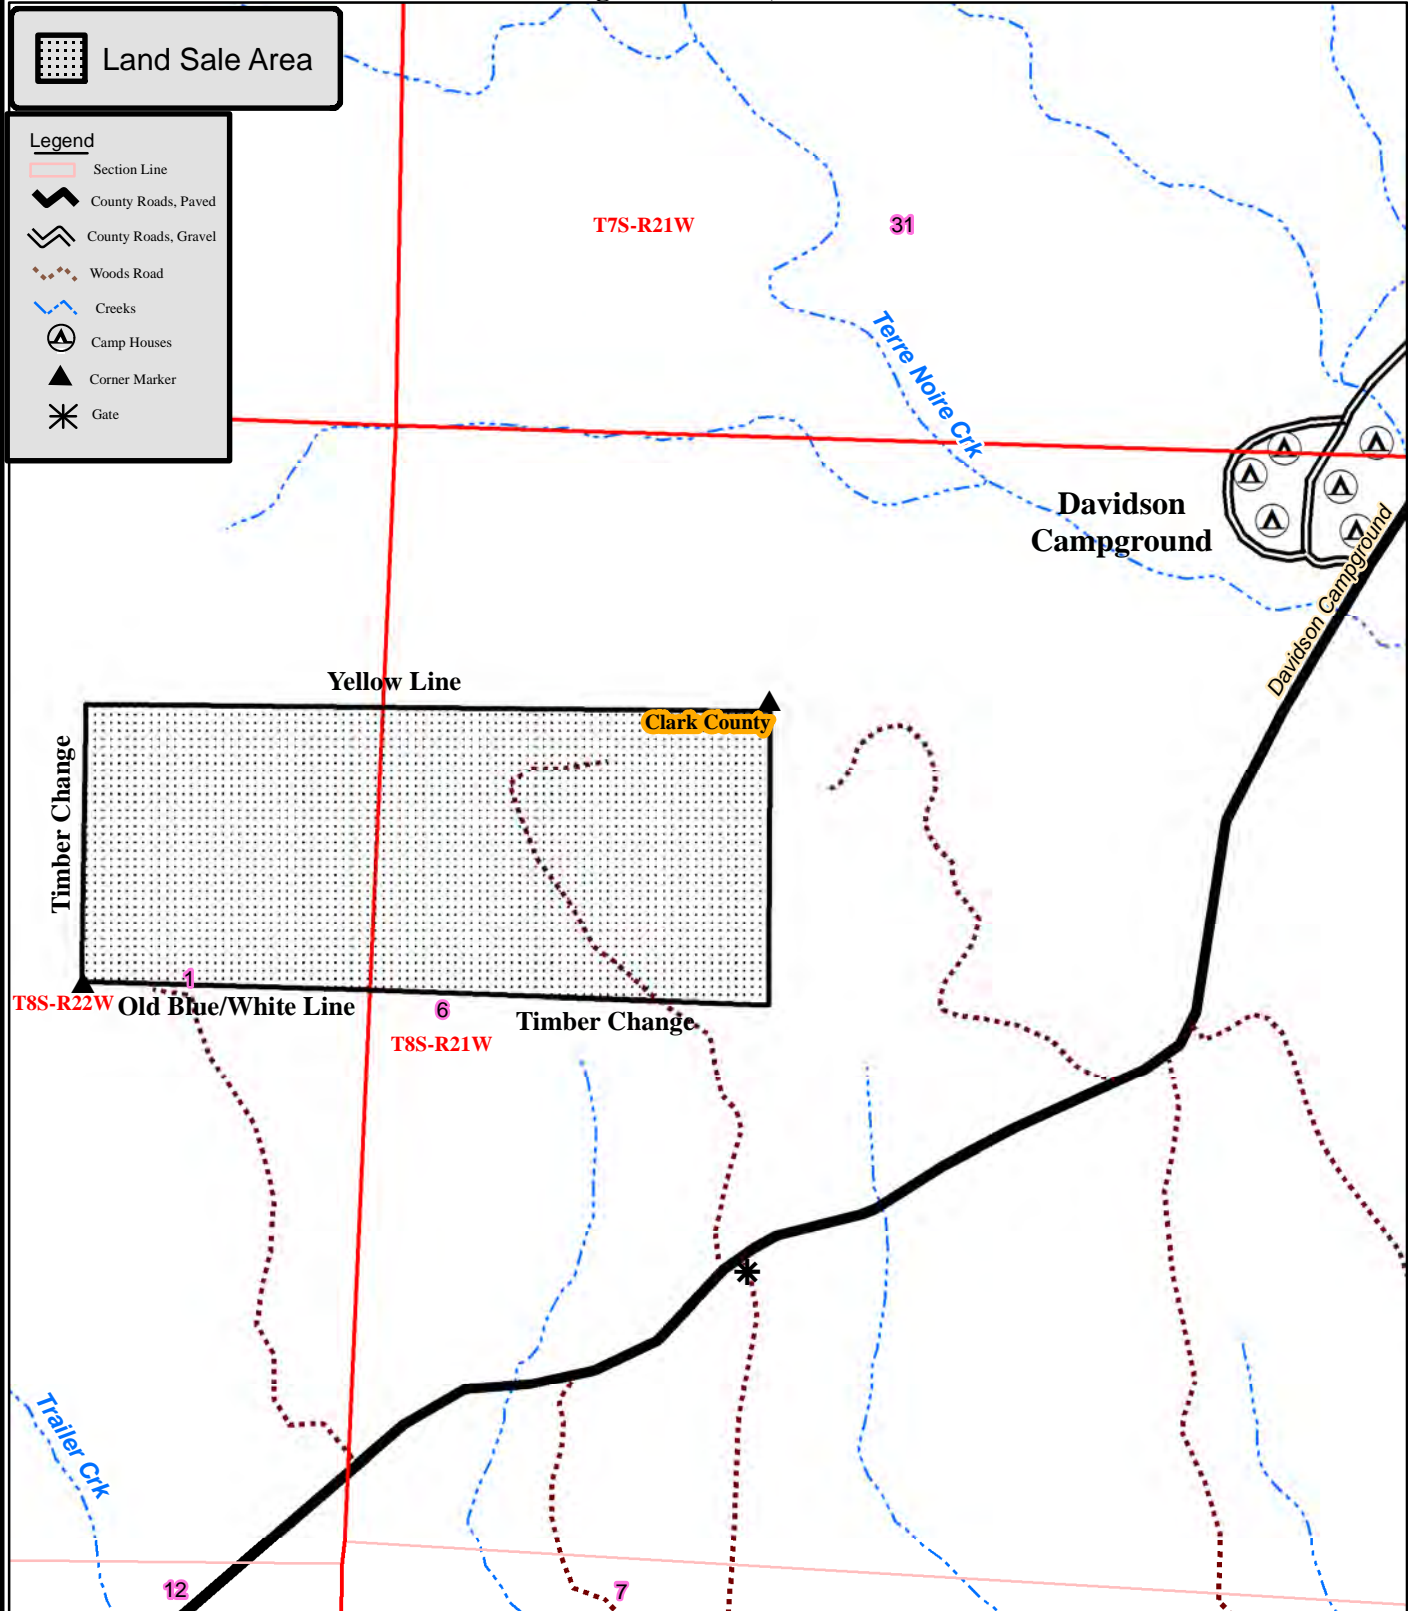 Land Sale Area
Legend
Section Line
County Roads, Paved
County Roads, Gravel
Woods Road
Creeks
Camp Houses
Corner Marker
Gate
T7S-R21W
31
Terre Noire Crk
Davidson
Campground
Davidson Campground
Yellow Line
Clark County
Timber Change
1
T8S-R22W
Old Blue/White Line
6
Timber Change
T8S-R21W
Trailer Crk
12
7